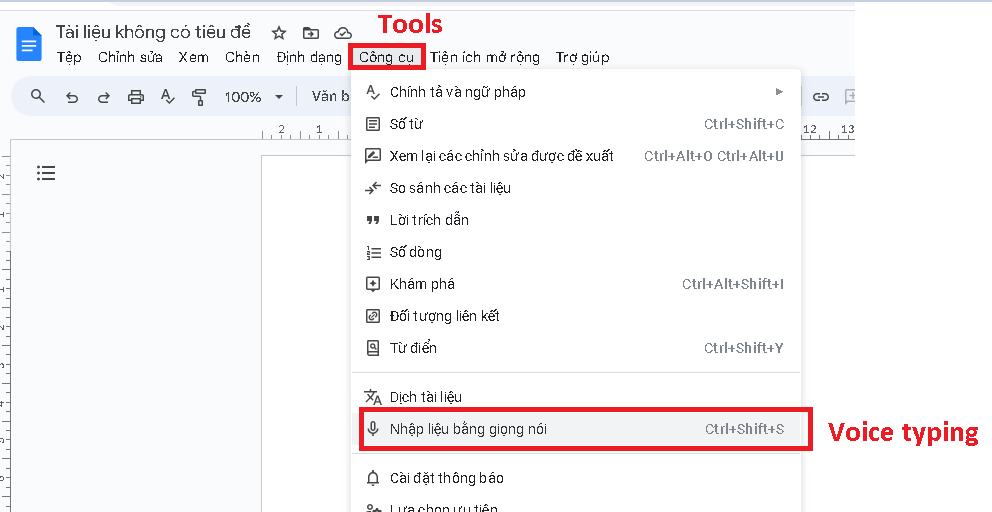 Tài liệu không có tiêu đề
Tools
Tệp Chỉnh sửa Xem Chèn Định dạng Công cụ Tiện ích mở rộng Trợ giúp
100% Văn b
2 1 12 13
Chính tả và ngữ pháp
Số từ Ctrl+Shift+C
Xem lại các chỉnh sửa được đề xuất Ctrl+Alt+O Ctrl+Alt+U
So sánh các tài liệu
Lời trích dẫn
Số dòng
Khám phá Ctrl+Alt+Shift+I
Đối tượng liên kết
Từ điển Ctrl+Shift+Y
Dịch tài liệu
Nhập liệu bằng giọng nói Ctrl+Shift+S
Voice typing
Cài đặt thông báo
Lựa chọn ưu tiên